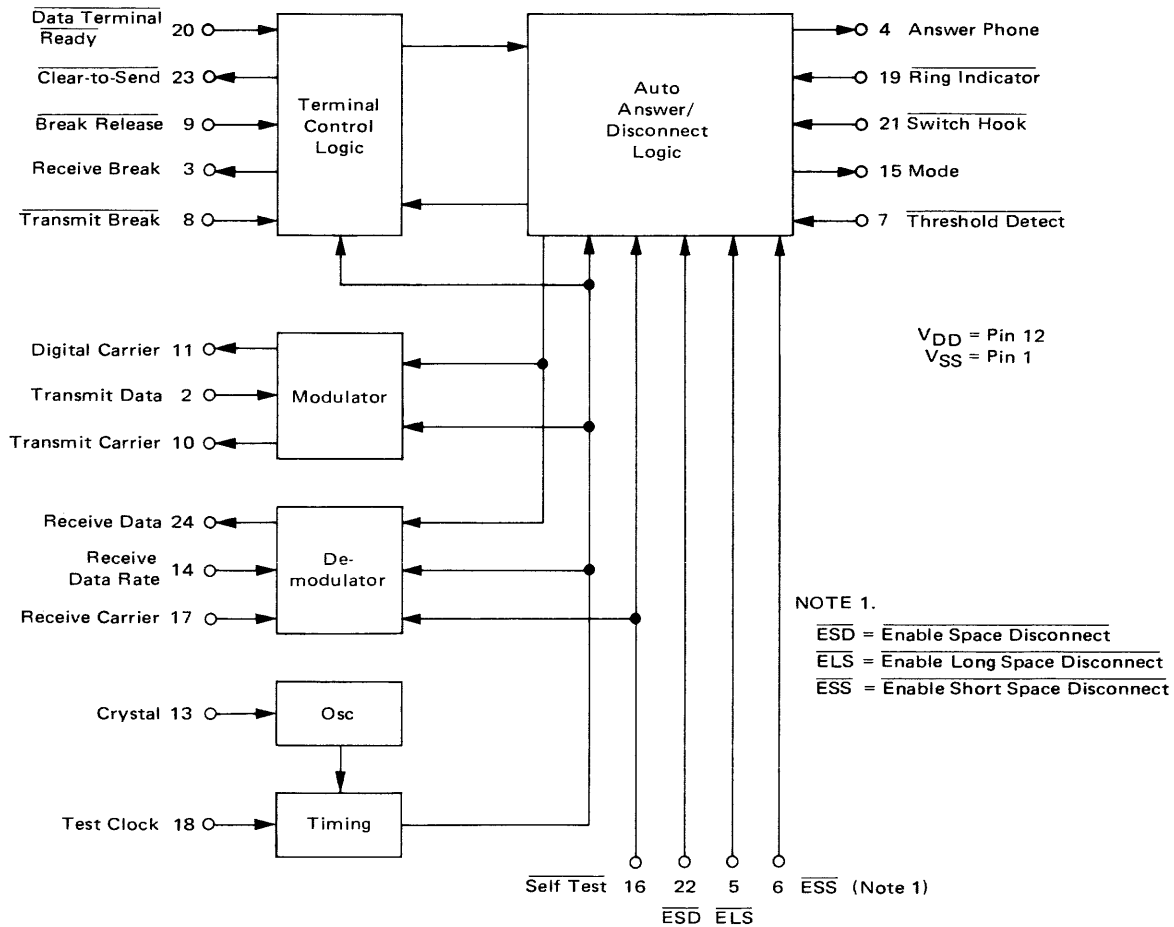 Data Terminal
Ready 20
Clear-to-Send 23
Break Release 9
Receive Break 3
Transmit Break 8
Terminal
Control
Logic
Auto
Answer/
Disconnect
Logic
4 Answer Phone
19 Ring Indicator
21 Switch Hook
15 Mode
7 Threshold Detect
VDD = Pin 12
VSS = Pin 1
Digital Carrier 11
Transmit Data 2
Transmit Carrier 10
Modulator
Receive Data 24
Receive
Data Rate 14
Receive Carrier 17
De-
modulator
NOTE 1.
ESD = Enable Space Disconnect
ELS = Enable Long Space Disconnect
ESS = Enable Short Space Disconnect
Crystal 13
Osc
Test Clock 18
Timing
Self Test 16 22 5 6 ESS (Note 1)
ESD ELS